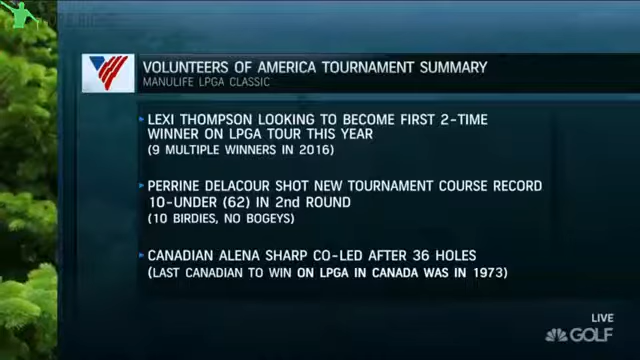 VOLUNTEERS OF AMERICA TOURNAMENT SUMMARY
MANULIFE LPGA CLASSIC
LEXI THOMPSON LOOKING TO BECOME FIRST 2-TIME
WINNER ON LPGA TOUR THIS YEAR
(9 MULTIPLE WINNERS IN 2016)
PERRINE DELACOUR SHOT NEW TOURNAMENT COURSE RECORD
10-UNDER (62) IN 2nd ROUND
(10 BIRDIES, NO BOGEYS)
CANADIAN ALENA SHARP CO-LED AFTER 36 HOLES
(LAST CANADIAN TO WIN ON LPGA IN CANADA WAS IN 1973)
LIVE
GOLF